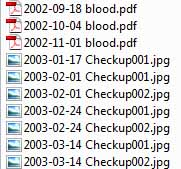 2002-09-18 blood.pdf
2002-10-04 blood.pdf
2002-11-01 blood.pdf
2003-01-17 Checkup001.jpg
2003-02-01 Checkup001.jpg
2003-02-01 Checkup002.jpg
2003-02-24 Checkup001.jpg
2003-02-24 Checkup002.jpg
2003-03-14 Checkup001.jpg
2003-03-14 Checkup002.jpg